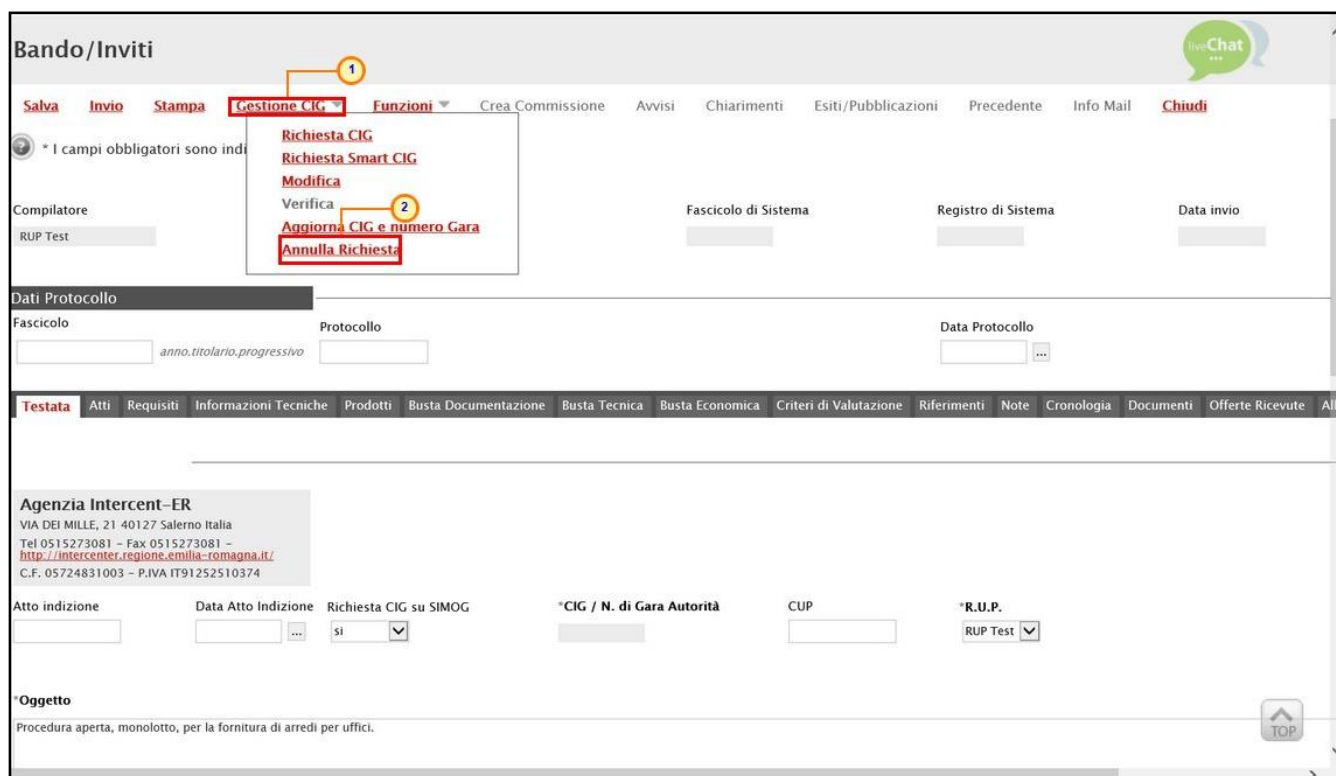 Bando/Inviti
liveChat
...
1
Salva Invio Stampa Gestione CIG Funzioni Crea Commissione Avvisi Chiarimenti Esiti/Pubblicazioni Precedente Info Mail Chiudi
Richiesta CIG
* I campi obbligatori sono indi
Richiesta Smart CIG
Modifica
Verifica
2
Compilatore Fascicolo di Sistema Registro di Sistema Data invio
Aggiorna CIG e numero Gara
RUP Test
Annulla Richiesta
Dati Protocollo
Fascicolo Protocollo Data Protocollo
anno.titolario.progressivo ...
Testata Atti Requisiti Informazioni Tecniche Prodotti Busta Documentazione Busta Tecnica Busta Economica Criteri di Valutazione Riferimenti Note Cronologia Documenti Offerte Ricevute
Agenzia Intercent-ER
VIA DEI MILLE, 21 40127 Salerno Italia
Tel 0515273081 - Fax 0515273081 -
http://intercenter.regione.emilia-romagna.it/
C.F. 05724831003 - P.IVA IT91252510374
Atto indizione Data Atto Indizione Richiesta CIG su SIMOG *CIG / N. di Gara Autorità CUP *R.U.P.
... si RUP Test
*Oggetto
Procedura aperta, monolotto, per la fornitura di arredi per uffici.
TOP